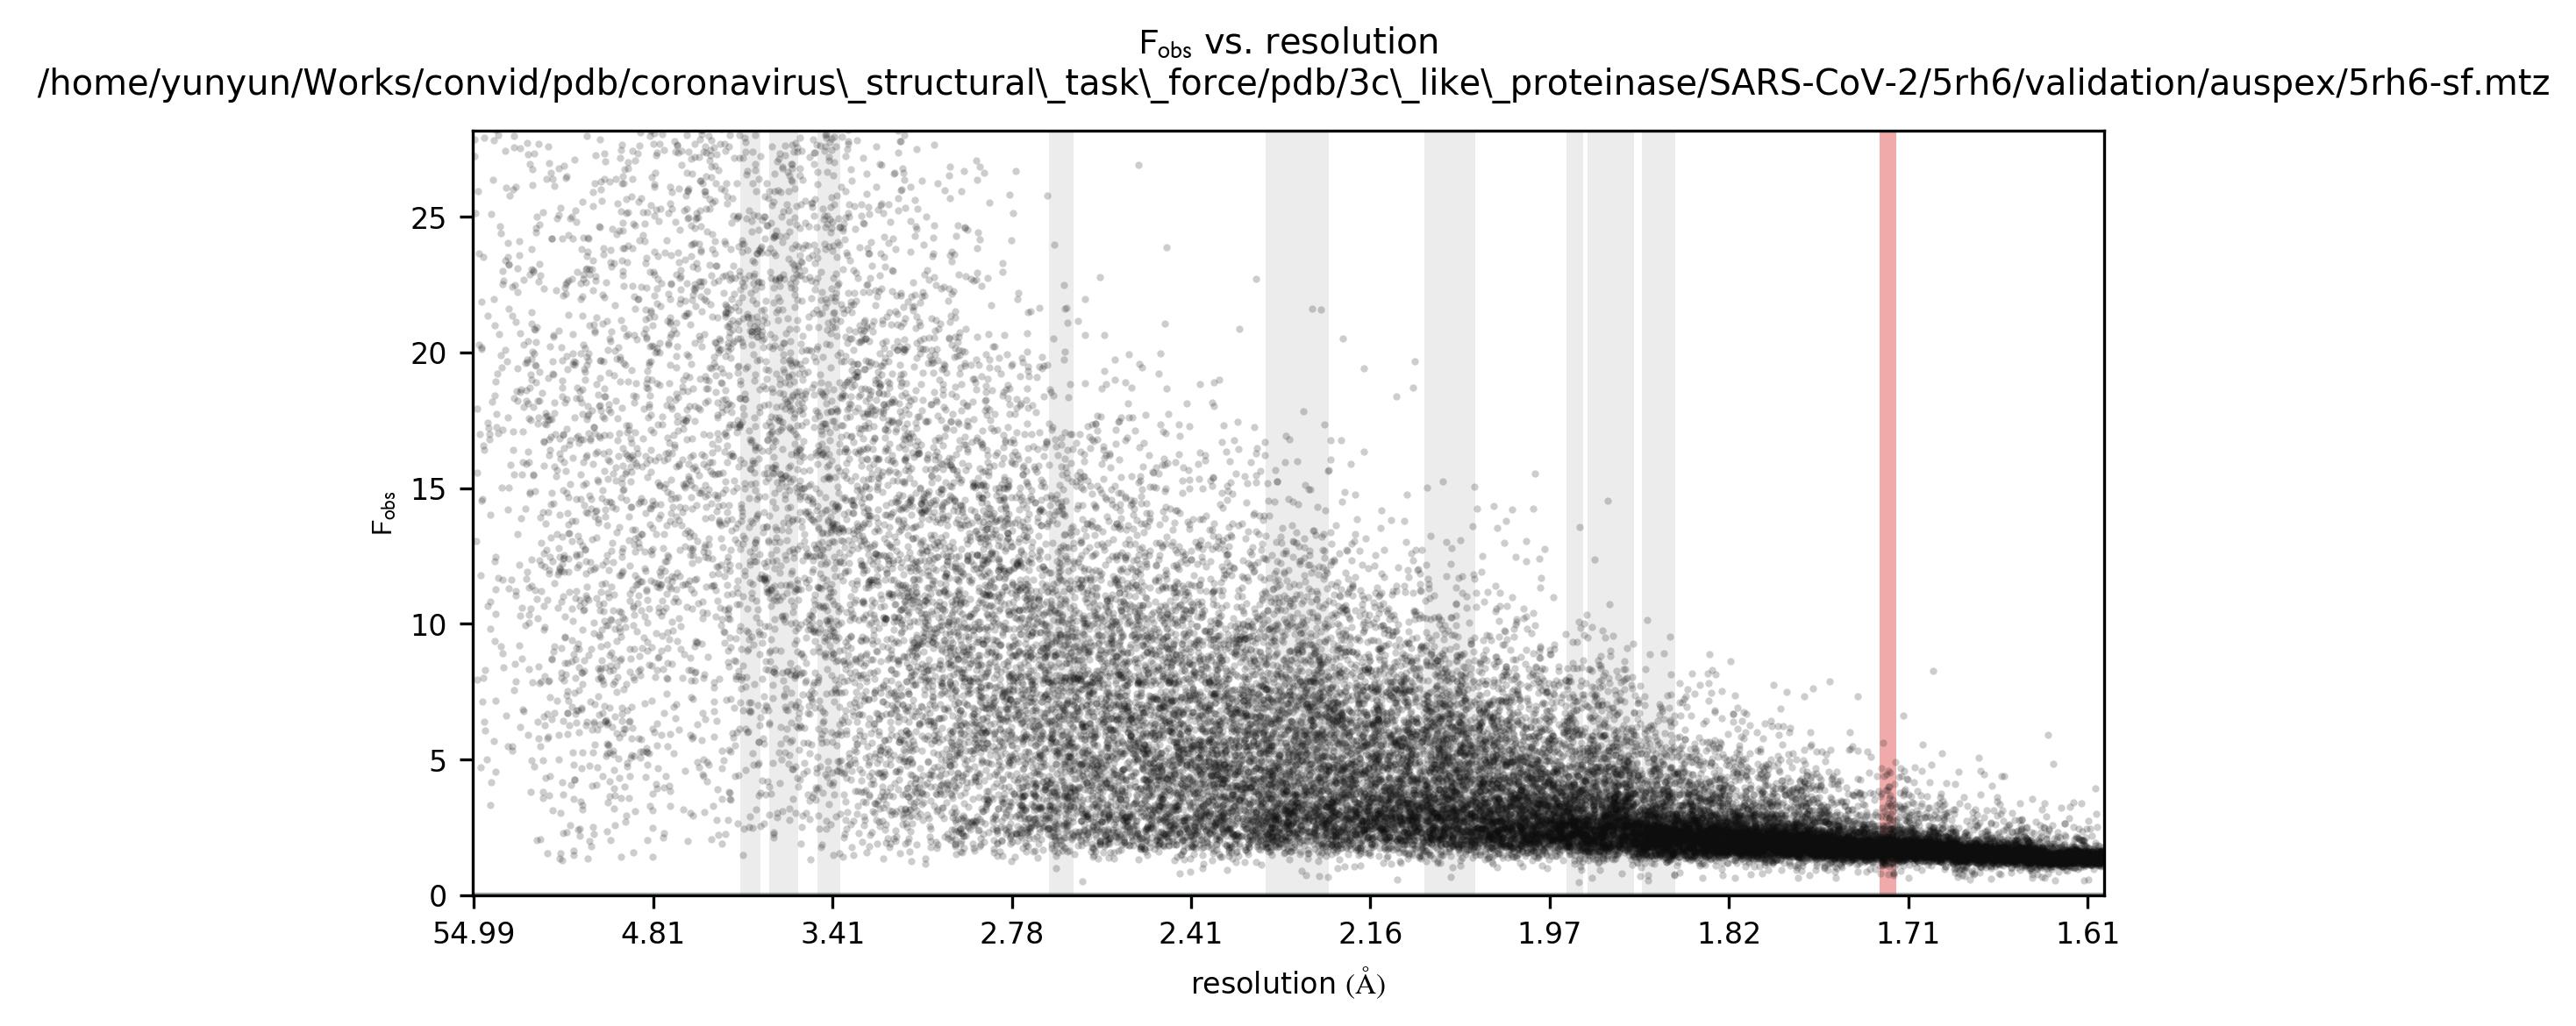 Fobs vs. resolution
/home/yunyun/Works/convid/pdb/coronavirus\_structural\_task\_force/pdb/3c\_like\_proteinase/SARS-CoV-2/5rh6/validation/auspex/5rh6-sf.mtz
25
20
15
10
5
0
Fobs
54.99 4.81 3.41 2.78 2.41 2.16 1.97 1.82 1.71 1.61
resolution (Å)